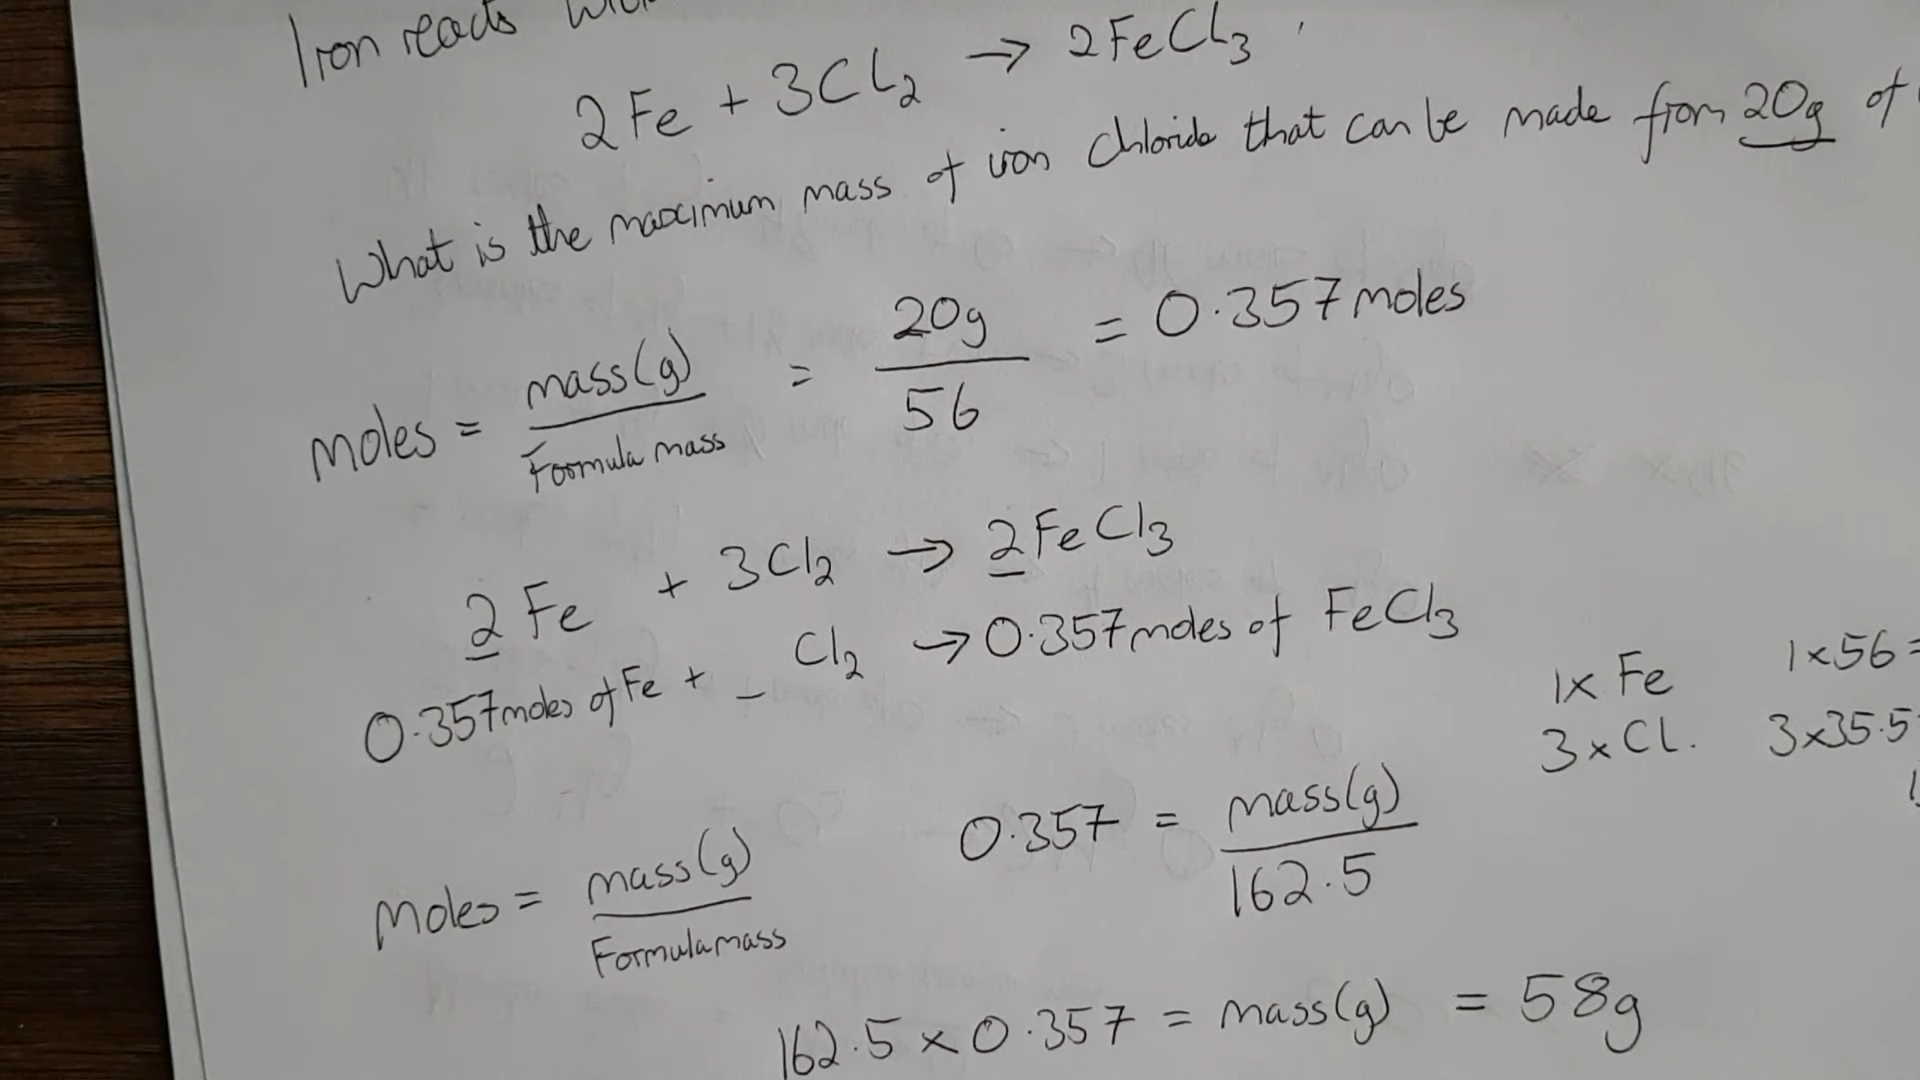 Iron reacts
2Fe + 3Cl₂ → 2FeCl₃
What is the maximum mass of iron chloride that can be made from 20g of
moles = mass(g) / Formula mass = 20g / 56 = 0.357 moles
2Fe + 3Cl₂ → 2FeCl₃
0.357 moles of Fe + _ Cl₂ → 0.357 moles of FeCl₃
1x Fe 1x56 =
3xCl. 3x35.5
Moles = mass(g) / Formula mass 0.357 = mass(g) / 162.5
162.5 x 0.357 = mass(g) = 58g